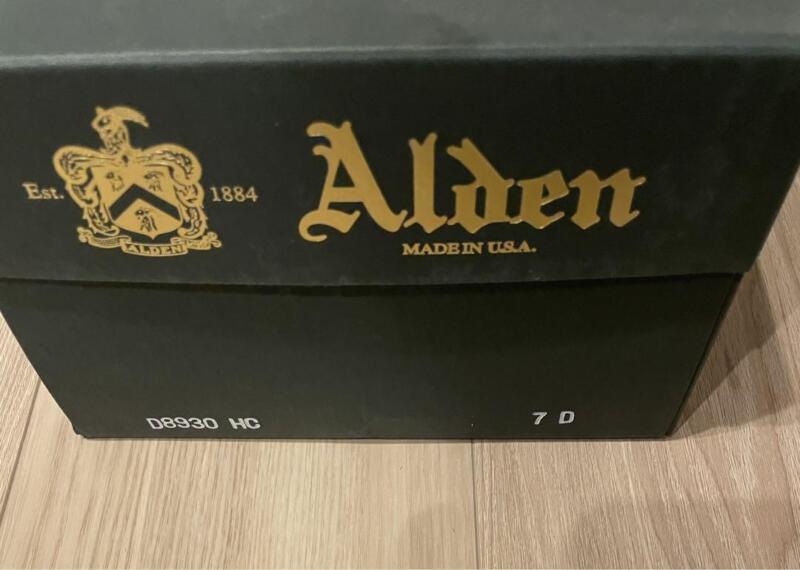 Est. 1884
ALDEN
Alden
MADE IN U.S.A.
D8930 HC
7 D